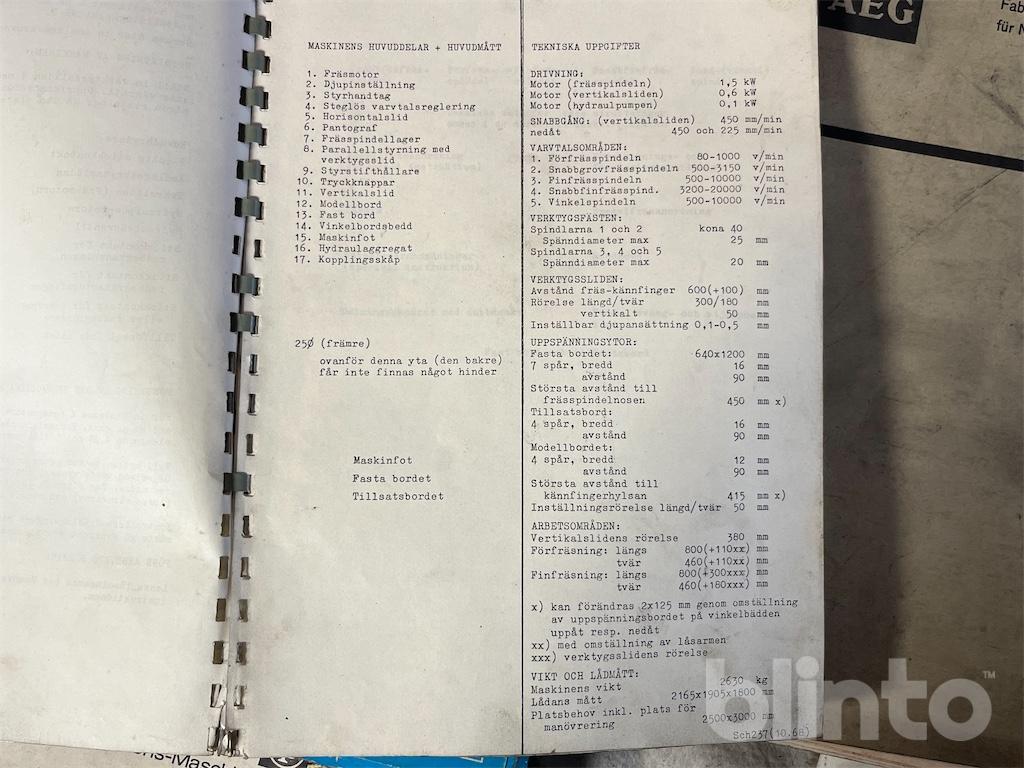 MASKINENS HUVUDDELAR + HUVUDMÅTT
1. Fräsmotor
2. Djupinställning
3. Styrhandtag
4. Steglös varvtalsreglering
5. Horisontalslid
6. Pantograf
7. Frässpindellager
8. Parallellstyrning med
verktygsslid
9. Styrstifthållare
10. Tryckknappar
11. Vertikalslid
12. Modellbord
13. Fast bord
14. Vinkelbordsbedd
15. Maskinfot
16. Hydraulaggregat
17. Kopplingsskåp
25Ø (främre)
ovanför denna yta (den bakre)
får inte finnas något hinder
Maskinfot
Fasta bordet
Tillsatsbordet
TEKNISKA UPPGIFTER
DRIVNING:
Motor (frässpindeln) 1,5 kW
Motor (vertikalsliden) 0,6 kW
Motor (hydraulpumpen) 0,1 kW
SNABBGÅNG: (vertikalsliden) 450 mm/min
nedåt 450 och 225 mm/min
VARVTALSOMRÅDEN:
1. Förfrässpindeln 80-1000 v/min
2. Snabbgrovfrässpindeln 500-3150 v/min
3. Finfrässpindeln 500-10000 v/min
4. Snabbfinfrässpind. 3200-20000 v/min
5. Vinkelspindeln 500-10000 v/min
VERKTYGSFÄSTEN:
Spindlarna 1 och 2 kona 40
Spänndiameter max 25 mm
Spindlarna 3, 4 och 5
Spänndiameter max 20 mm
VERKTYGSSLIDEN:
Avstånd fräs-kännfinger 600(+100) mm
Rörelse längd/tvär 300/180 mm
vertikalt 50 mm
Inställbar djupansättning 0,1-0,5 mm
UPPSPÄNNINGSYTOR:
Fasta bordet: 640x1200 mm
7 spår, bredd 16 mm
avstånd 90 mm
Största avstånd till
frässpindelnosen 450 mm x)
Tillsatsbord:
4 spår, bredd 16 mm
avstånd 90 mm
Modellbordet:
4 spår, bredd 12 mm
avstånd 90 mm
Största avstånd till
kännfingerhylsan 415 mm x)
Inställningsrörelse längd/tvär 50 mm
ARBETSOMRÅDEN:
Vertikalslidens rörelse 380 mm
Förfräsning: längs 800(+110xx) mm
tvär 460(+110xx) mm
Finfräsning: längs 800(+300xxx) mm
tvär 460(+180xxx) mm
x) kan förändras 2x125 mm genom omställning
av uppspänningsbordet på vinkelbädden
uppåt resp. nedåt
xx) med omställning av låsarmen
xxx) verktygsslidens rörelse
VIKT OCH LÅDMÅTT:
Maskinens vikt 2630 kg
Lådans mått 2165x1905x1800 mm
Platsbehov inkl. plats för
manövrering 2500x3000 mm
Sch237(10.68)
AEG
Fab
für
blinto™